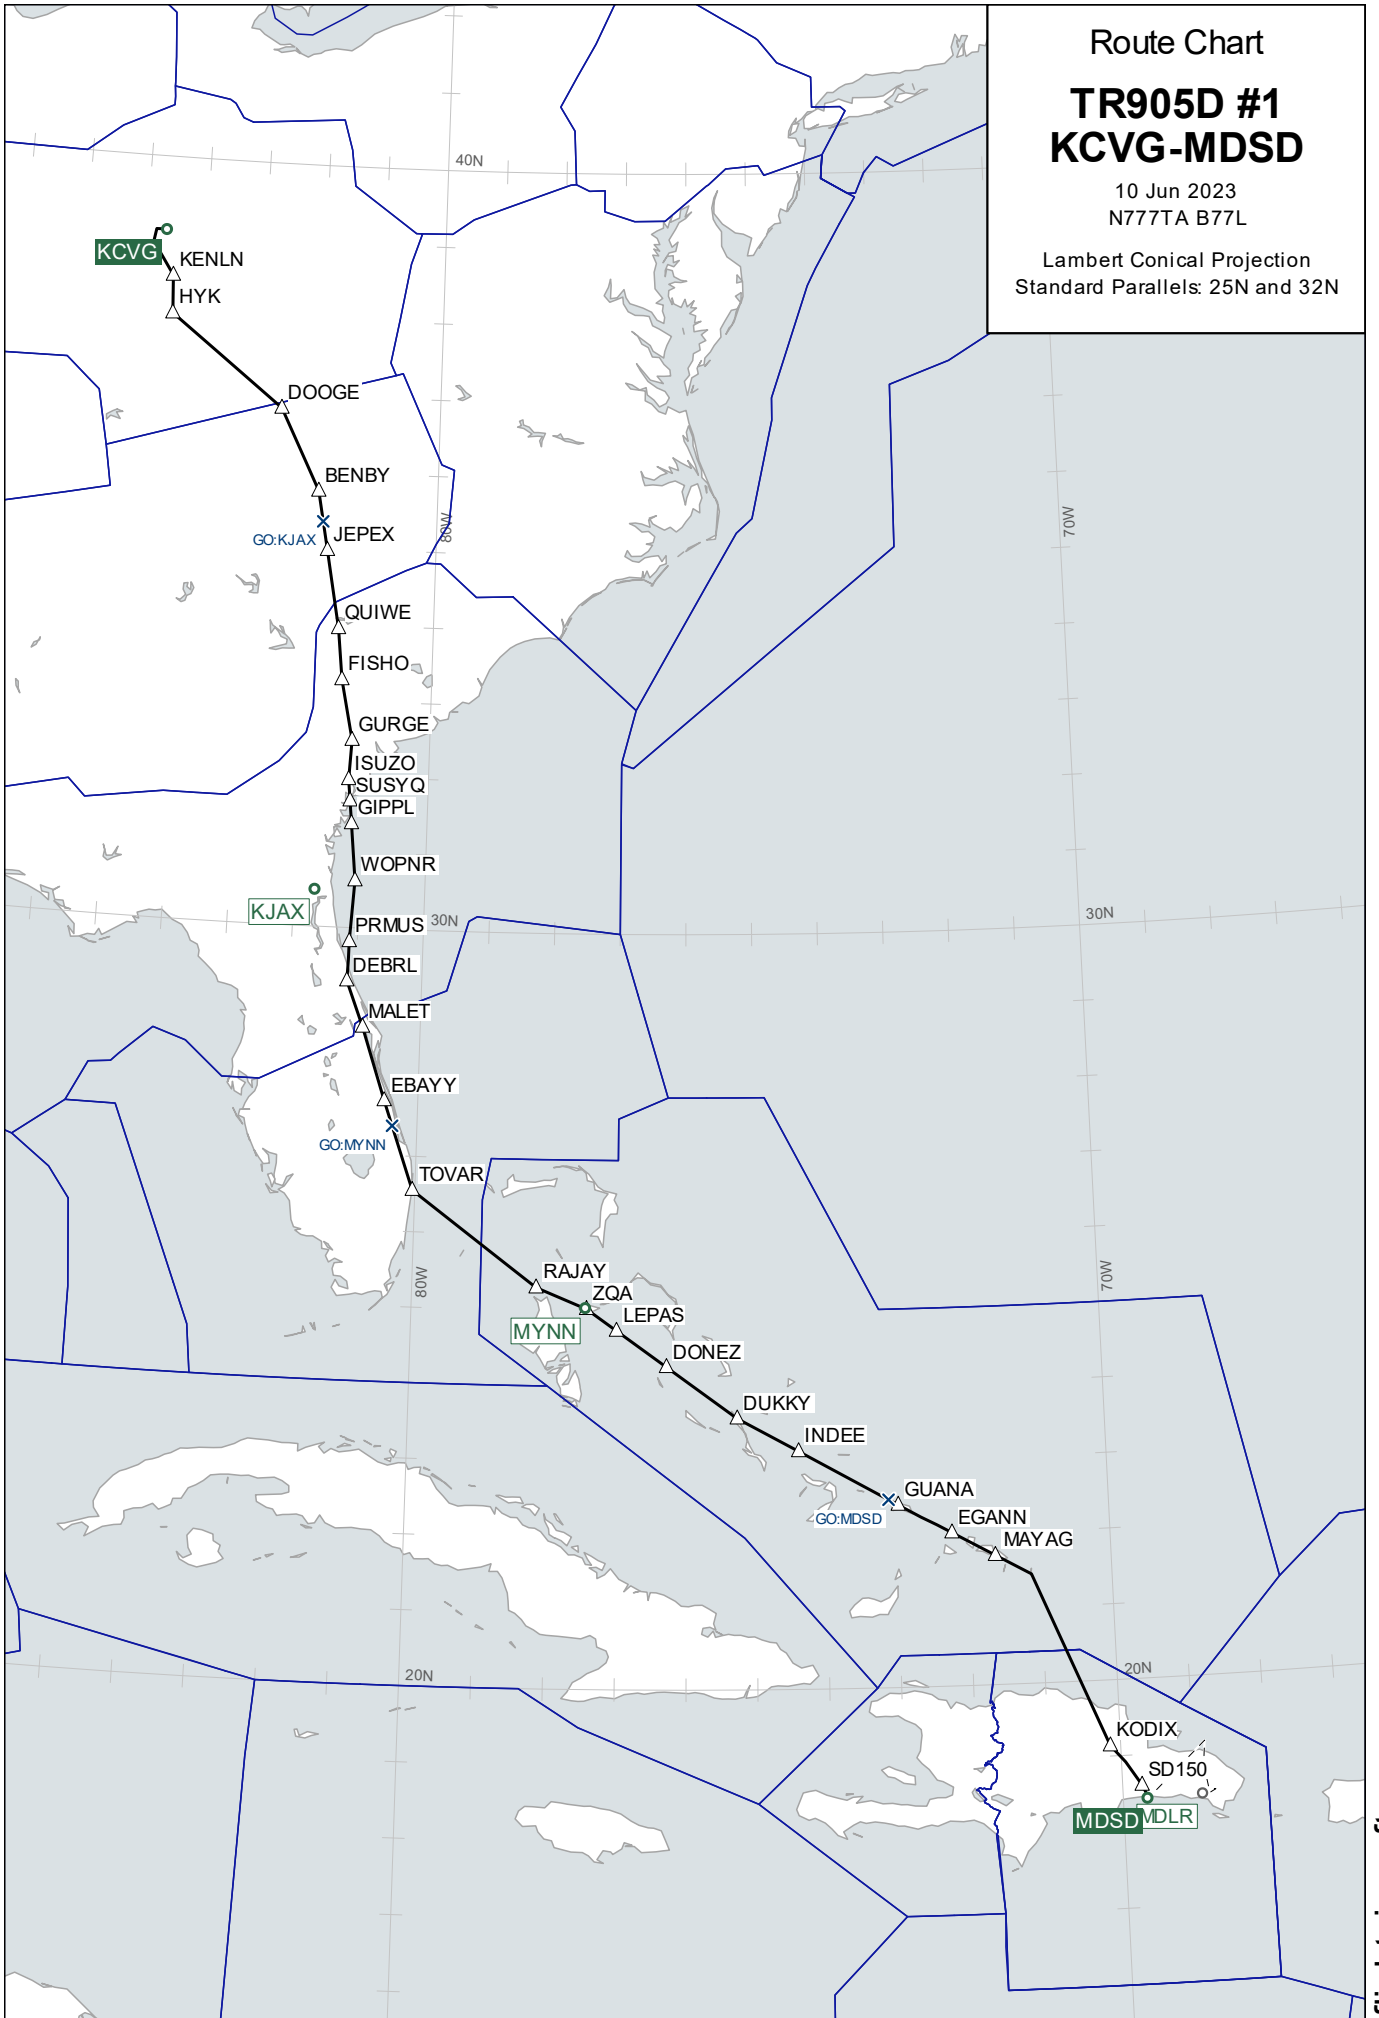 Route Chart
TR905D #1
KCVG-MDSD
10 Jun 2023
N777TA B77L
Lambert Conical Projection
Standard Parallels: 25N and 32N
40N
KCVG
KENLN
HYK
DOOGE
BENBY
GO:KJAX
JEPEX
80W
70W
QUIWE
FISHO
GURGE
ISUZO
SUSYQ
GIPPL
WOPNR
KJAX
PRMUS
30N
30N
DEBRL
MALET
EBAYY
GO:MYNN
TOVAR
80W
70W
RAJAY
ZQA
MYNN
LEPAS
DONEZ
DUKKY
INDEE
GUANA
GO:MDSD
EGANN
MAYAG
20N
20N
KODIX
SD150
MDSD
MDLR